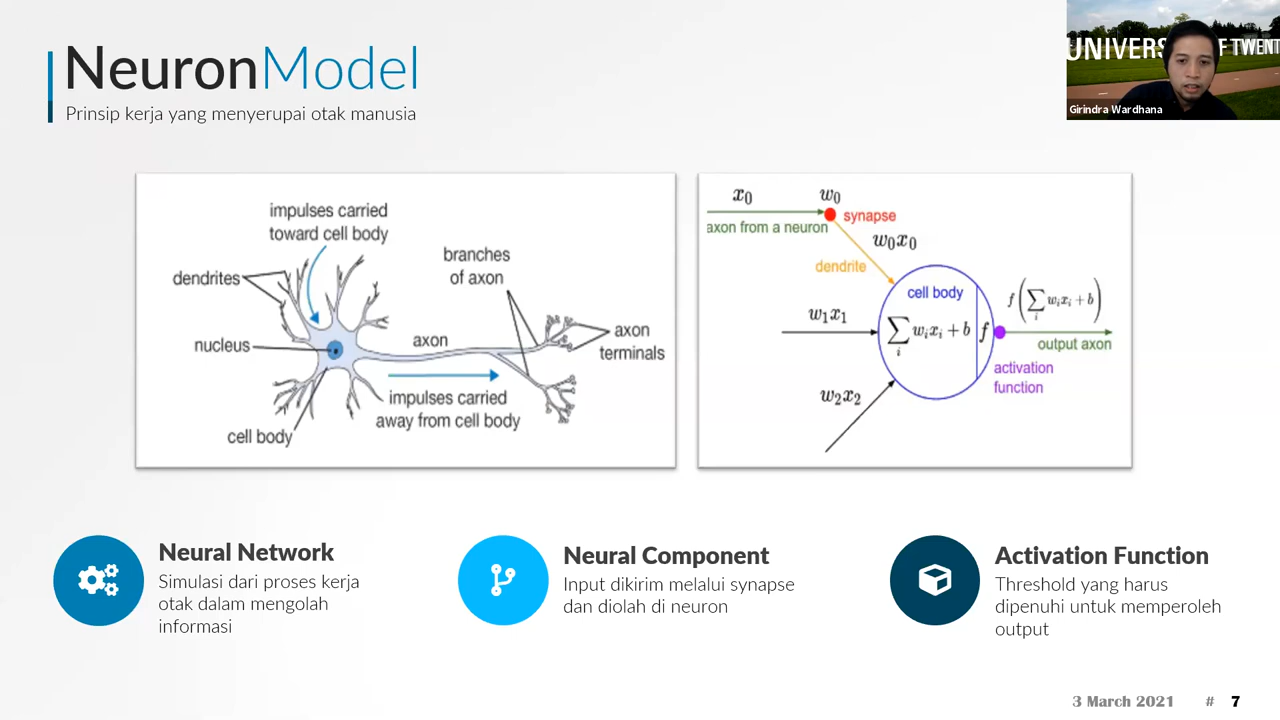 NeuronModel
Prinsip kerja yang menyerupai otak manusia
UNIVERS F TWENT
Girindra Wardhana
impulses carried
toward cell body
dendrites
branches
of axon
nucleus
axon
axon
terminals
impulses carried
away from cell body
cell body
x₀
w₀
synapse
axon from a neuron
w₀x₀
dendrite
cell body
w₁x₁
∑ᵢ wᵢxᵢ + b
f
f(∑ᵢ wᵢxᵢ + b)
output axon
activation
function
w₂x₂
Neural Network
Simulasi dari proses kerja
otak dalam mengolah
informasi
Neural Component
Input dikirim melalui synapse
dan diolah di neuron
Activation Function
Threshold yang harus
dipenuhi untuk memperoleh
output
3 March 2021 # 7